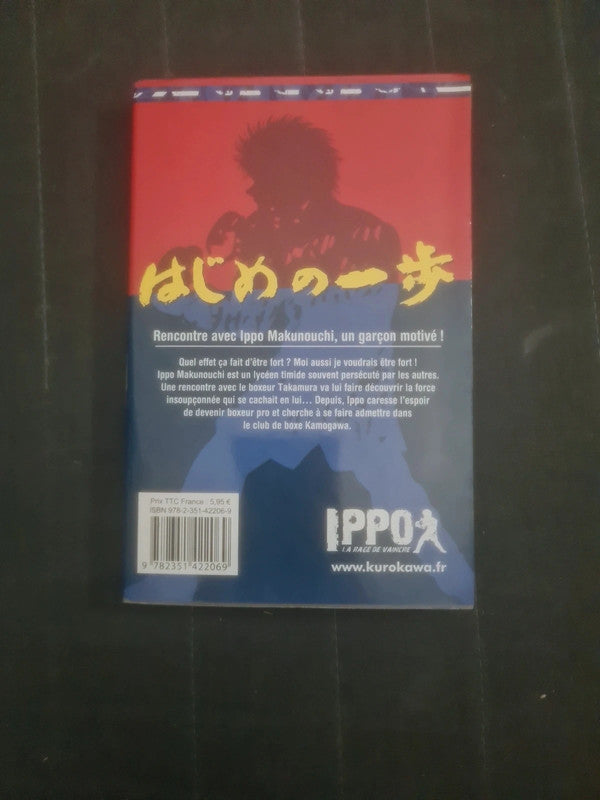 はじめの一歩
Rencontre avec Ippo Makunouchi, un garçon motivé !
Quel effet ça fait d'être fort ? Moi aussi je voudrais être fort !
Ippo Makunouchi est un lycéen timide souvent persécuté par les autres.
Une rencontre avec le boxeur Takamura va lui faire découvrir la force
insoupçonnée qui se cachait en lui... Depuis, Ippo caresse l'espoir
de devenir boxeur pro et cherche à se faire admettre dans
le club de boxe Kamogawa.
Prix TTC France : 5,95 €
ISBN 978-2-351-42206-9
9 782351 422069
IPPO
LA RAGE DE VAINCRE
www.kurokawa.fr